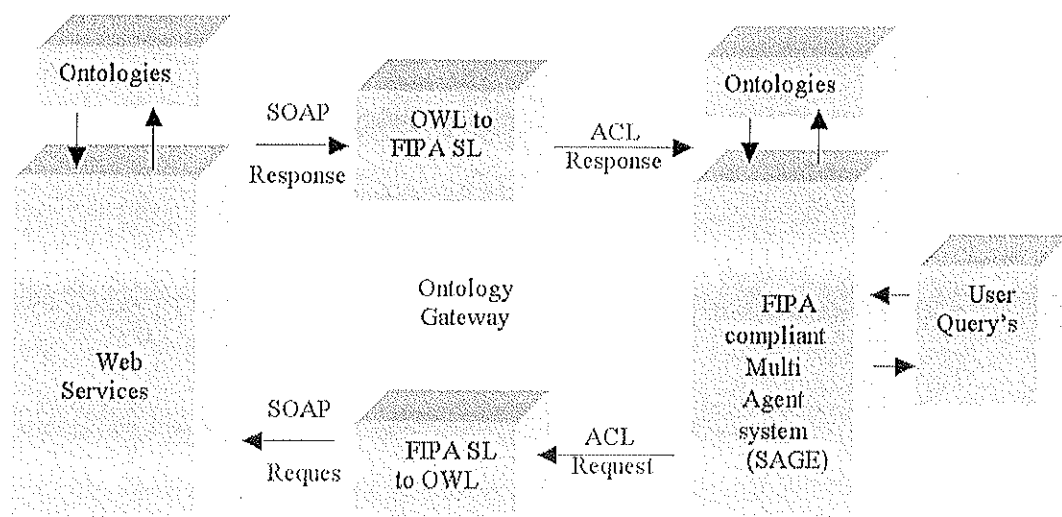 Ontologies
SOAP
Response
OWL to
FIPA SL
ACL
Response
Ontologies
Ontology
Gateway
Web
Services
FIPA
compliant
Multi
Agent
system
(SAGE)
User
Query's
SOAP
Reques
FIPA SL
to OWL
ACL
Request